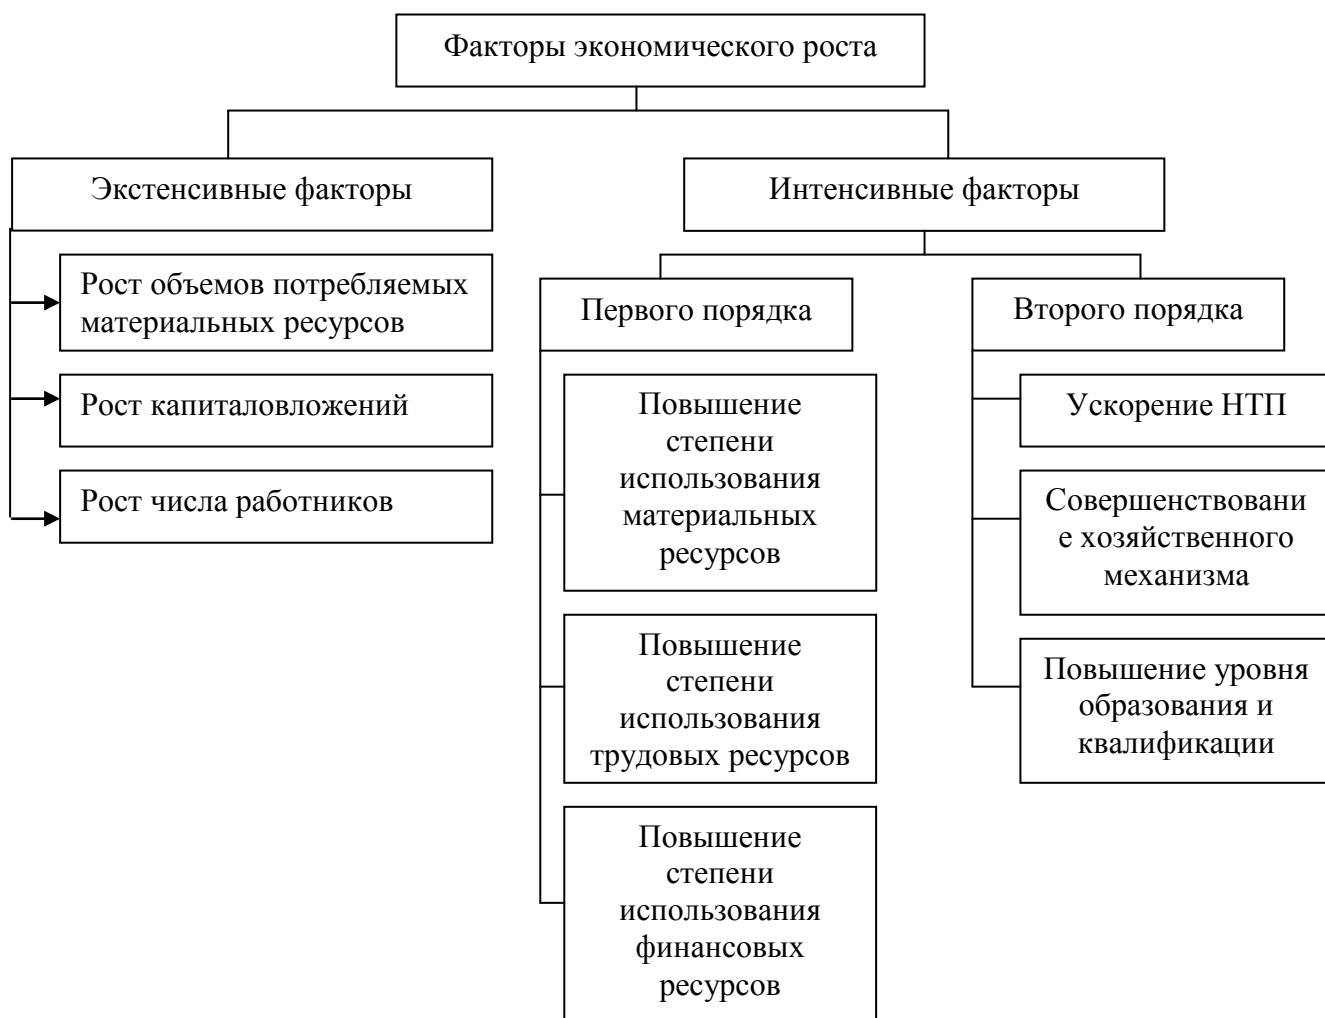 Факторы экономического роста
Экстенсивные факторы
Рост объемов потребляемых
материальных ресурсов
Рост капиталовложений
Рост числа работников
Интенсивные факторы
Первого порядка
Повышение
степени
использования
материальных
ресурсов
Повышение
степени
использования
трудовых ресурсов
Повышение
степени
использования
финансовых
ресурсов
Второго порядка
Ускорение НТП
Совершенствовани
е хозяйственного
механизма
Повышение уровня
образования и
квалификации